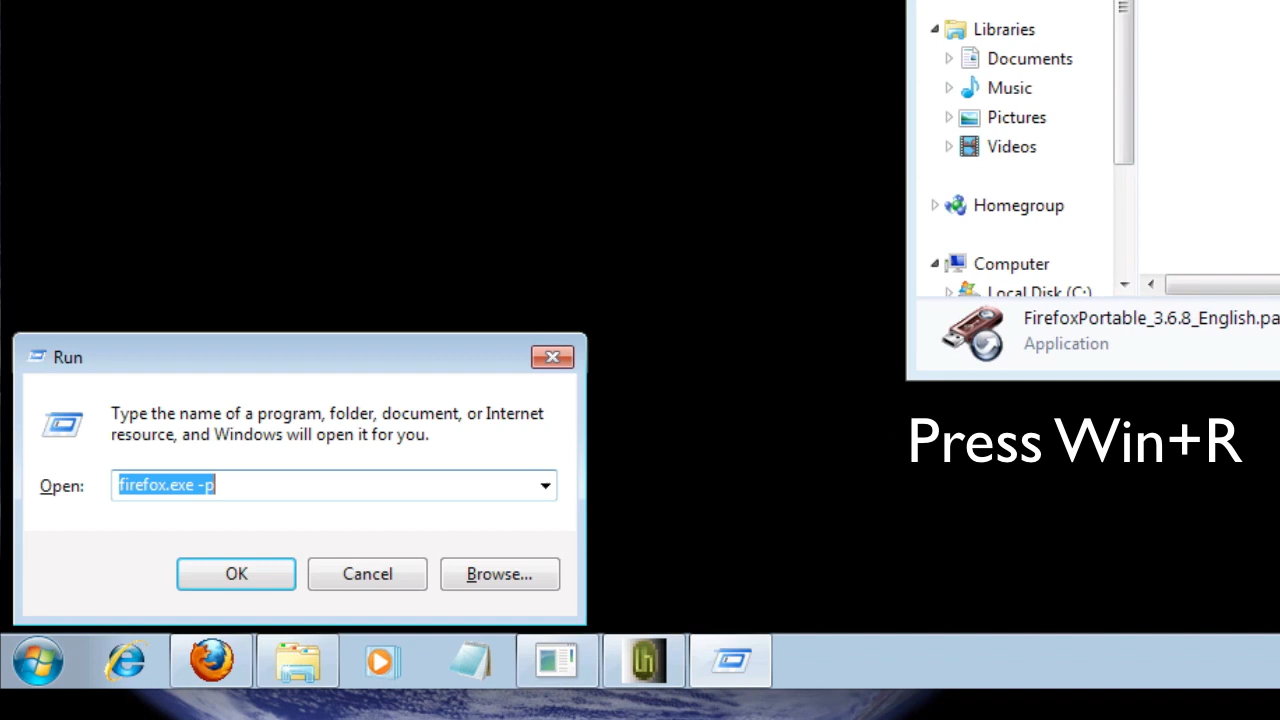 Libraries
Documents
Music
Pictures
Videos
Homegroup
Computer
Local Disk (C:)
FirefoxPortable_3.6.8_English.pa
Application
Press Win+R
Run
Type the name of a program, folder, document, or Internet
resource, and Windows will open it for you.
Open: firefox.exe -p
OK Cancel Browse...